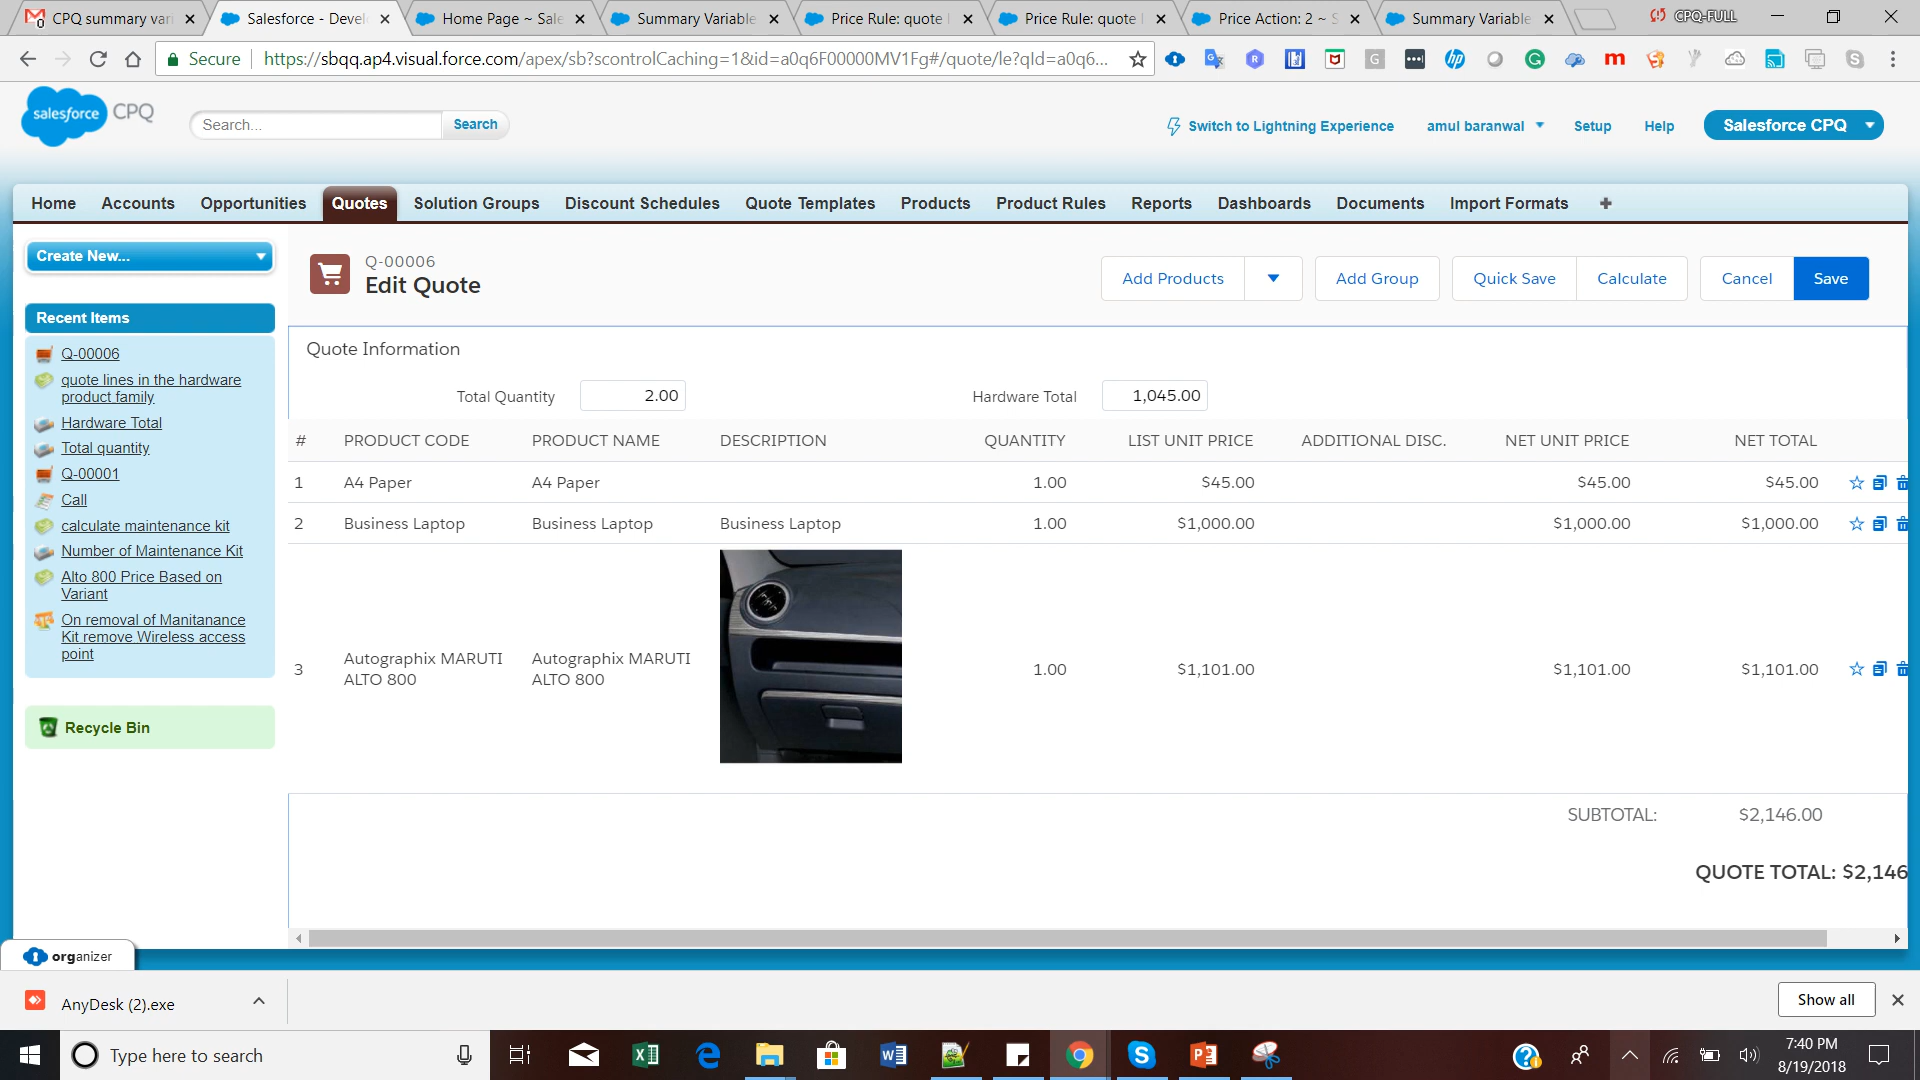 CPQ summary vari
Salesforce - Devel
Home Page ~ Sale
Summary Variable
Price Rule: quote l
Price Rule: quote l
Price Action: 2 ~ S
Summary Variable
CPQ-FULL
Secure
https://sbqq.ap4.visual.force.com/apex/sb?scontrolCaching=1&id=a0q6F00000MV1Fg#/quote/le?qId=a0q6...
salesforce CPQ
Search...
Search
Switch to Lightning Experience
amul baranwal
Setup
Help
Salesforce CPQ
Home
Accounts
Opportunities
Quotes
Solution Groups
Discount Schedules
Quote Templates
Products
Product Rules
Reports
Dashboards
Documents
Import Formats
+
Create New...
Recent Items
Q-00006
quote lines in the hardware
product family
Hardware Total
Total quantity
Q-00001
Call
calculate maintenance kit
Number of Maintenance Kit
Alto 800 Price Based on
Variant
On removal of Manitanance
Kit remove Wireless access
point
Recycle Bin
Q-00006
Edit Quote
Add Products
Add Group
Quick Save
Calculate
Cancel
Save
Quote Information
Total Quantity 2.00 Hardware Total 1,045.00
# PRODUCT CODE PRODUCT NAME DESCRIPTION QUANTITY LIST UNIT PRICE ADDITIONAL DISC. NET UNIT PRICE NET TOTAL
1 A4 Paper A4 Paper 1.00 $45.00 $45.00 $45.00
2 Business Laptop Business Laptop Business Laptop 1.00 $1,000.00 $1,000.00 $1,000.00
3 Autographix MARUTI ALTO 800 Autographix MARUTI ALTO 800 1.00 $1,101.00 $1,101.00 $1,101.00
SUBTOTAL: $2,146.00
QUOTE TOTAL: $2,146
organizer
AnyDesk (2).exe
Show all
Type here to search
7:40 PM
8/19/2018